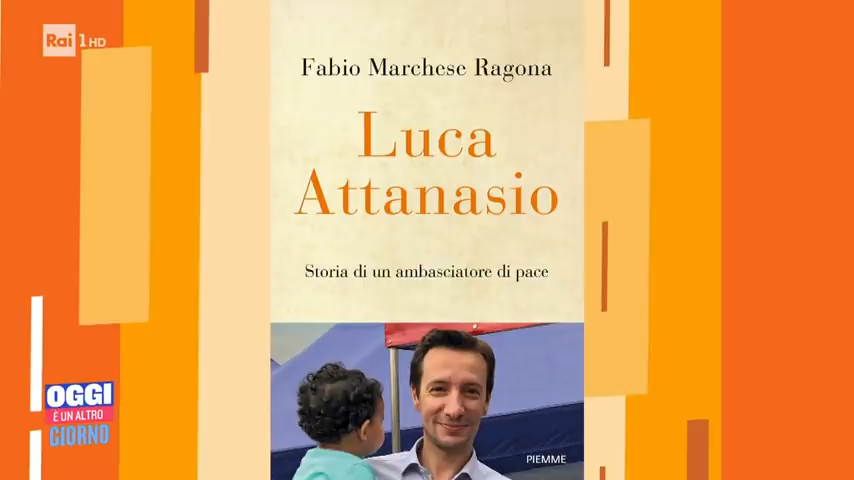 Rai 1 HD
Fabio Marchese Ragona
Luca
Attanasio
Storia di un ambasciatore di pace
PIEMME
OGGI
È UN ALTRO
GIORNO